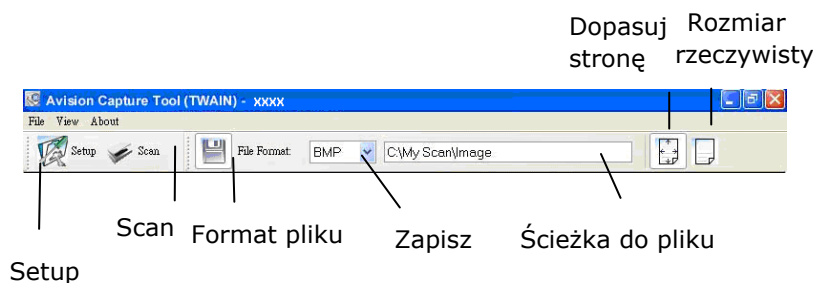 Dopasuj stronę
Rozmiar rzeczywisty
Avision Capture Tool (TWAIN) - xxxx
File View About
Setup Scan File Format: BMP C:\My Scan\Image
Scan Format pliku Zapisz Ścieżka do pliku
Setup